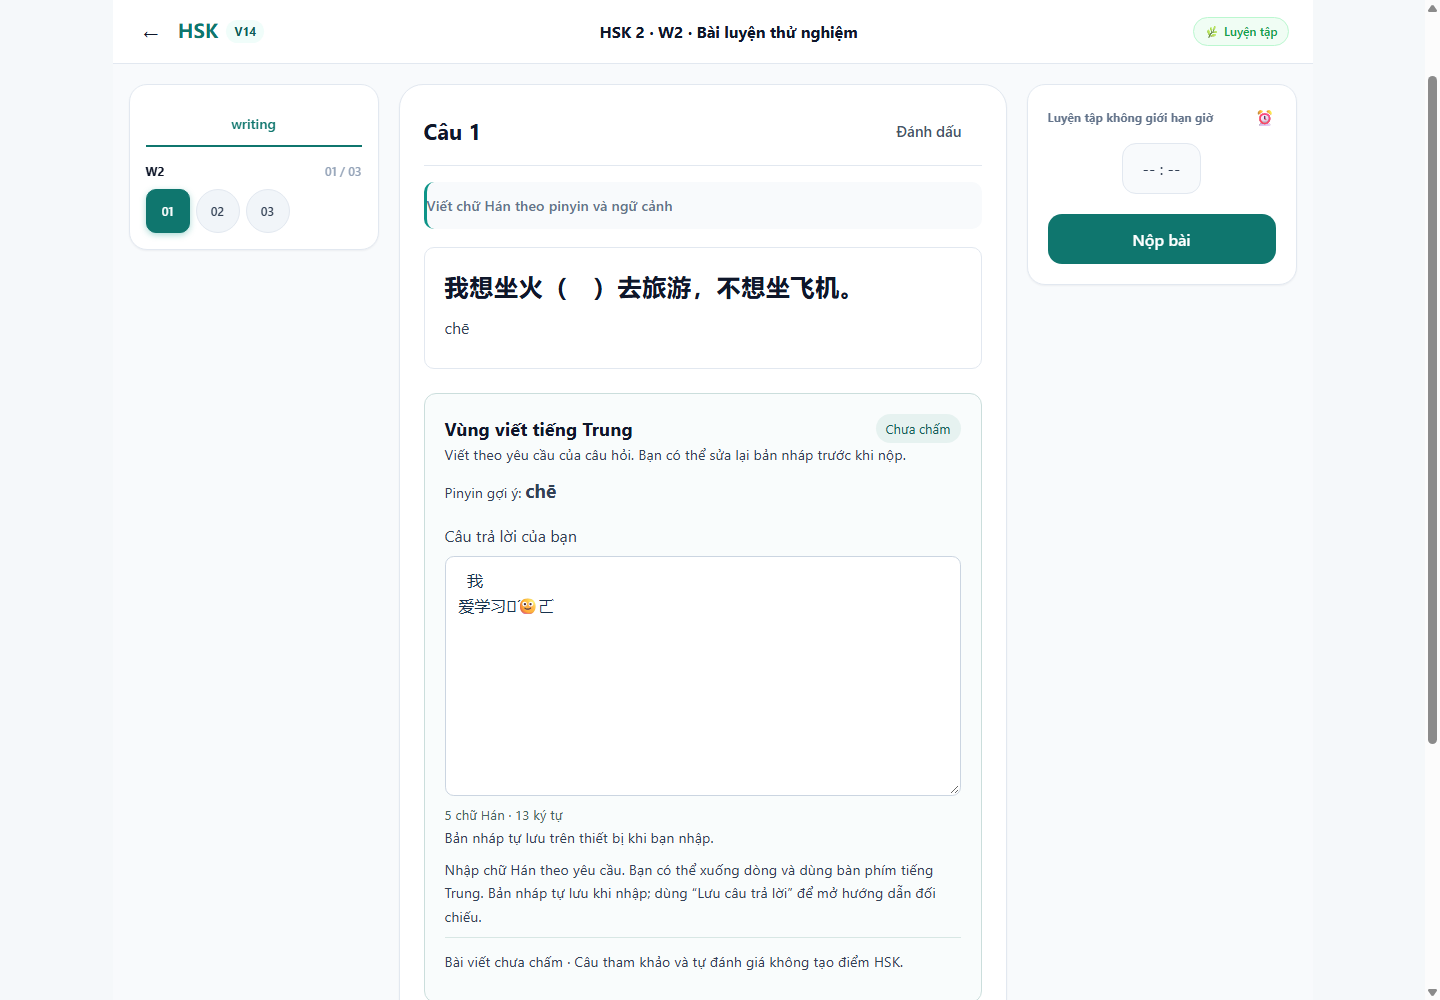 ← HSK V14
HSK 2 · W2 · Bài luyện thử nghiệm
Luyện tập
writing
W2 01 / 03
01 02 03
Câu 1
Đánh dấu
Viết chữ Hán theo pinyin và ngữ cảnh
我想坐火（　）去旅游，不想坐飞机。
chē
Vùng viết tiếng Trung
Chưa chấm
Viết theo yêu cầu của câu hỏi. Bạn có thể sửa lại bản nháp trước khi nộp.
Pinyin gợi ý: chē
Câu trả lời của bạn
我
爱学习🙂
5 chữ Hán · 13 ký tự
Bản nháp tự lưu trên thiết bị khi bạn nhập.
Nhập chữ Hán theo yêu cầu. Bạn có thể xuống dòng và dùng bàn phím tiếng
Trung. Bản nháp tự lưu khi nhập; dùng “Lưu câu trả lời” để mở hướng dẫn đối
chiếu.
Bài viết chưa chấm · Câu tham khảo và tự đánh giá không tạo điểm HSK.
Luyện tập không giới hạn giờ
-- : --
Nộp bài